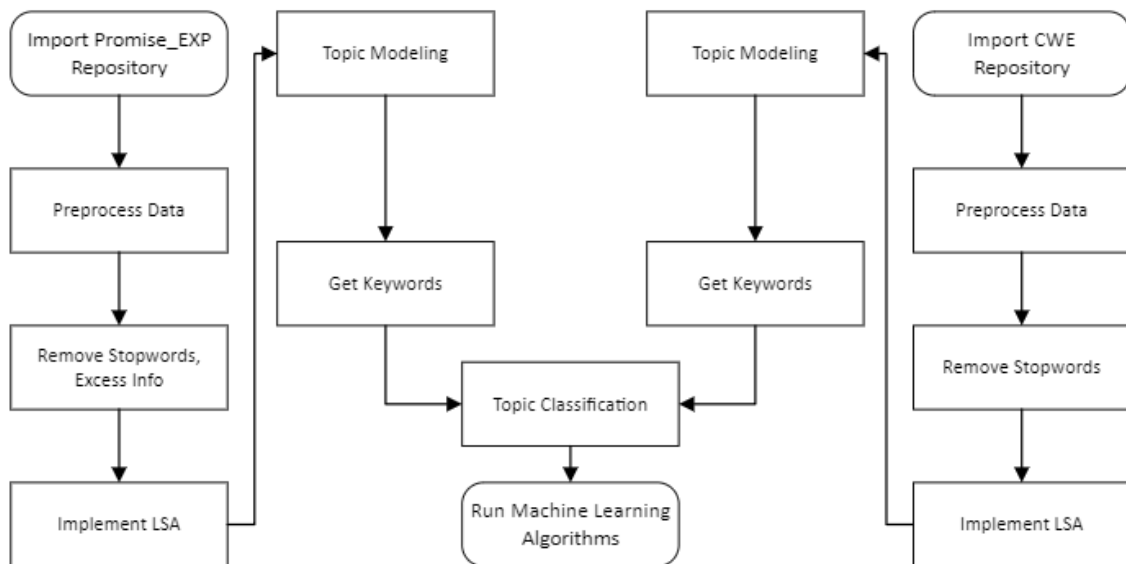 Import Promise_EXP
Repository
Preprocess Data
Remove Stopwords,
Excess Info
Implement LSA
Topic Modeling
Get Keywords
Topic Modeling
Get Keywords
Topic Classification
Run Machine Learning
Algorithms
Import CWE
Repository
Preprocess Data
Remove Stopwords
Implement LSA